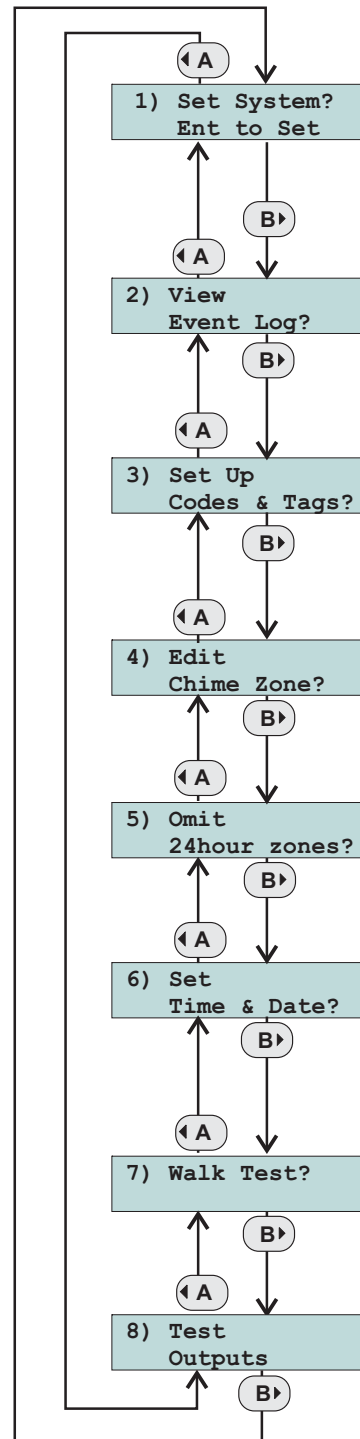 A
1) Set System?
Ent to Set
B
A
2) View
Event Log?
B
A
3) Set Up
Codes & Tags?
B
A
4) Edit
Chime Zone?
B
A
5) Omit
24hour zones?
B
A
6) Set
Time & Date?
B
A
7) Walk Test?
B
A
8) Test
Outputs
B